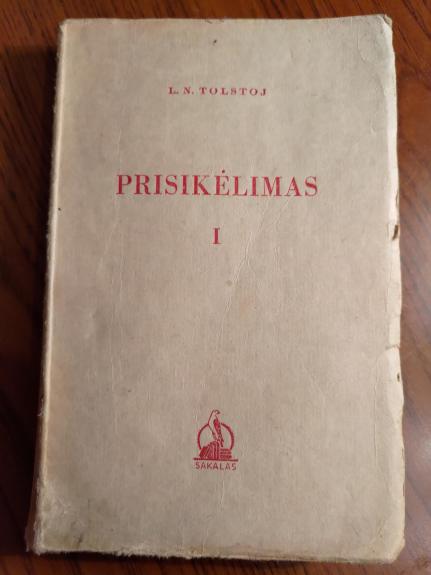 L. N. TOLSTOJ
PRISIKĖLIMAS
I
SAKALAS